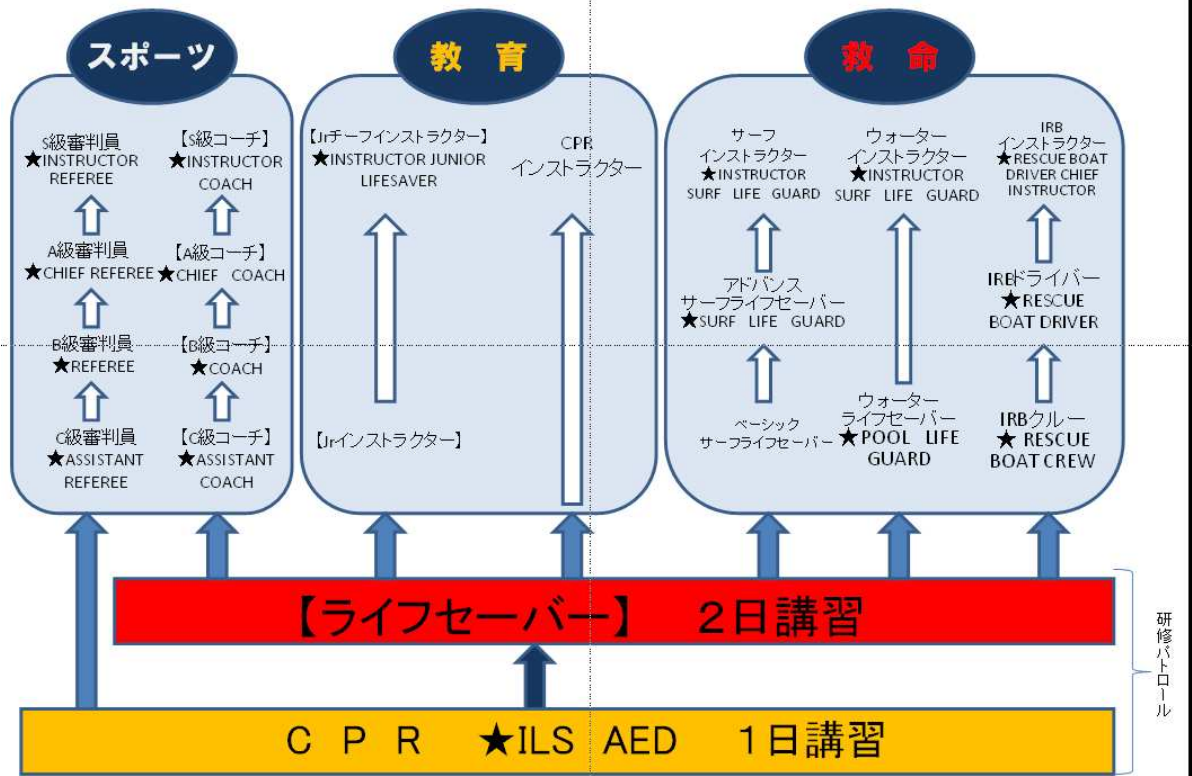 スポーツ
S級審判員
★INSTRUCTOR
REFEREE
A級審判員
★CHIEF REFEREE
B級審判員
★REFEREE
C級審判員
★ASSISTANT
REFEREE
【S級コーチ】
★INSTRUCTOR
COACH
【A級コーチ】
★CHIEF COACH
【B級コーチ】
★COACH
【C級コーチ】
★ASSISTANT
COACH
教 育
【Jrチーフインストラクター】
★INSTRUCTOR JUNIOR
LIFESAVER
【Jrインストラクター】
CPR
インストラクター
救 命
サーフ
インストラクター
★INSTRUCTOR
SURF LIFE GUARD
アドバンス
サーフライフセーバー
★SURF LIFE GUARD
ベーシック
サーフライフセーバー
ウォーター
インストラクター
★INSTRUCTOR
SURF LIFE GUARD
ウォーター
ライフセーバー
★POOL LIFE
GUARD
IRB
インストラクター
★RESCUE BOAT
DRIVER CHIEF
INSTRUCTOR
IRBドライバー
★RESCUE
BOAT DRIVER
IRBクルー
★ RESCUE
BOAT CREW
【ライフセーバー】 2日講習
C P R ★ILS AED 1日講習
研修パトロール